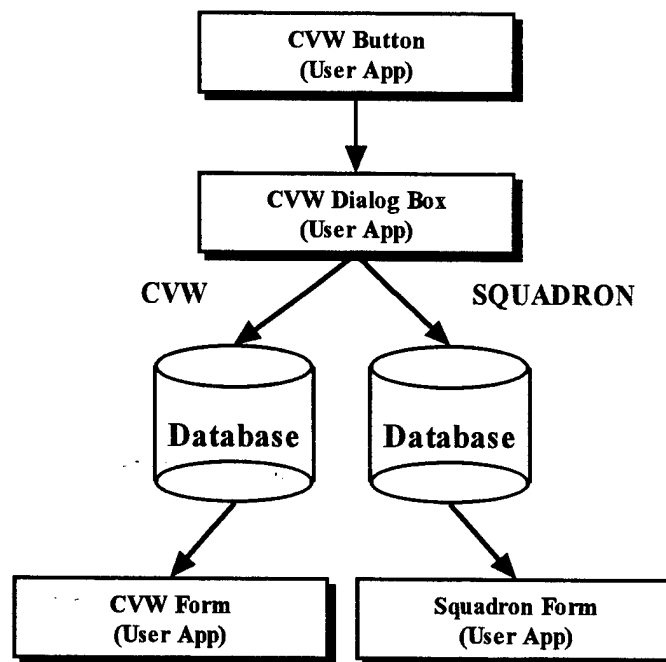 CVW Button
(User App)
CVW Dialog Box
(User App)
CVW
SQUADRON
Database
Database
CVW Form
(User App)
Squadron Form
(User App)